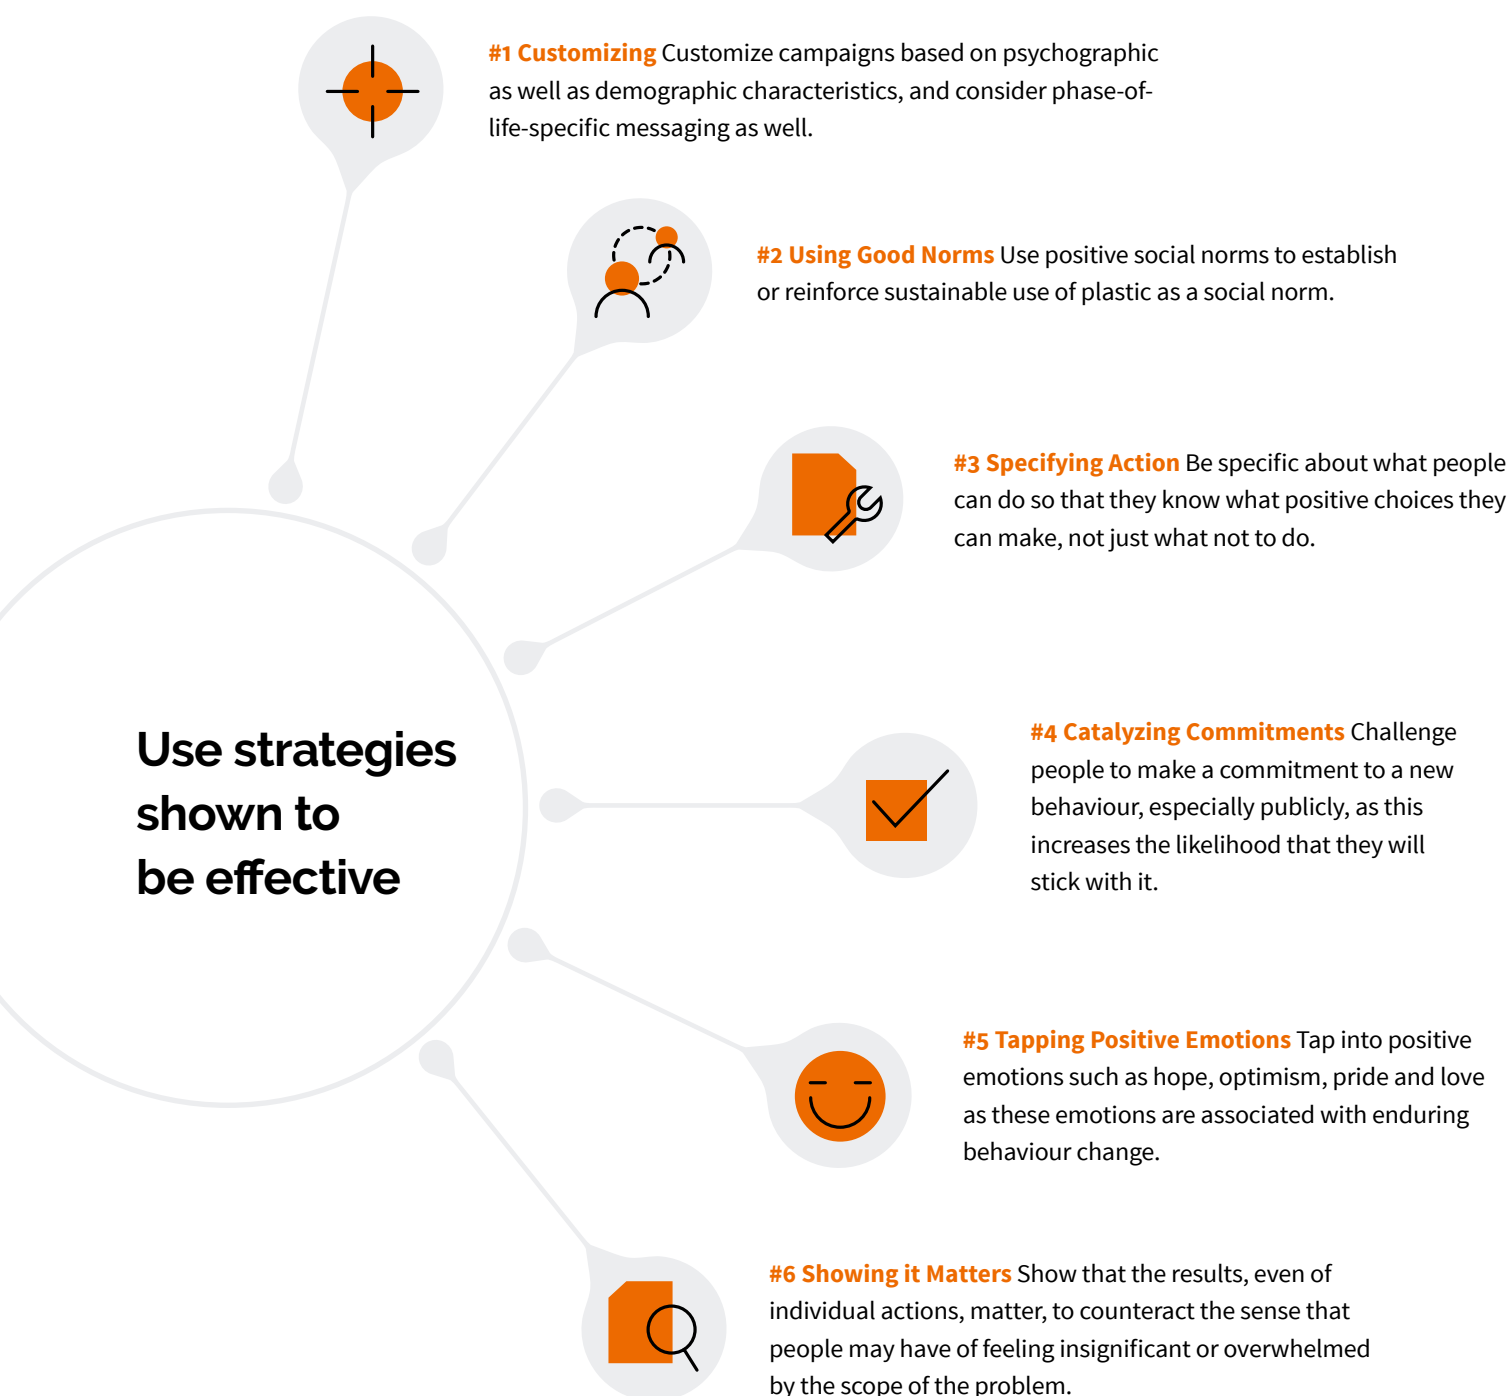 #1 Customizing Customize campaigns based on psychographic
as well as demographic characteristics, and consider phase-of-
life-specific messaging as well.
#2 Using Good Norms Use positive social norms to establish
or reinforce sustainable use of plastic as a social norm.
#3 Specifying Action Be specific about what people
can do so that they know what positive choices they
can make, not just what not to do.
Use strategies
shown to
be effective
#4 Catalyzing Commitments Challenge
people to make a commitment to a new
behaviour, especially publicly, as this
increases the likelihood that they will
stick with it.
#5 Tapping Positive Emotions Tap into positive
emotions such as hope, optimism, pride and love
as these emotions are associated with enduring
behaviour change.
#6 Showing it Matters Show that the results, even of
individual actions, matter, to counteract the sense that
people may have of feeling insignificant or overwhelmed
by the scope of the problem.